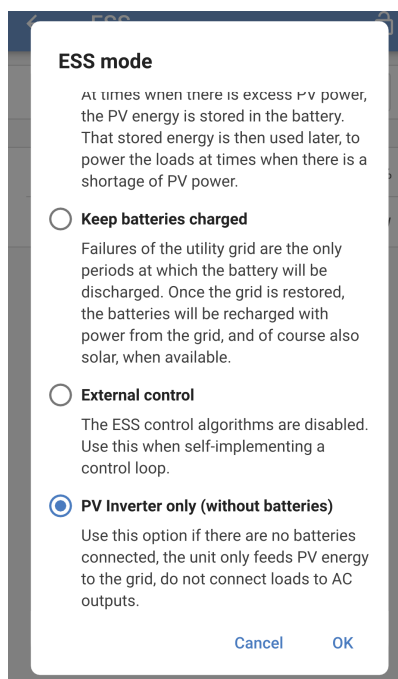 ESS
ESS mode
At times when there is excess PV power,
the PV energy is stored in the battery.
That stored energy is then used later, to
power the loads at times when there is a
shortage of PV power.
Keep batteries charged
Failures of the utility grid are the only
periods at which the battery will be
discharged. Once the grid is restored,
the batteries will be recharged with
power from the grid, and of course also
solar, when available.
External control
The ESS control algorithms are disabled.
Use this when self-implementing a
control loop.
PV Inverter only (without batteries)
Use this option if there are no batteries
connected, the unit only feeds PV energy
to the grid, do not connect loads to AC
outputs.
Cancel OK